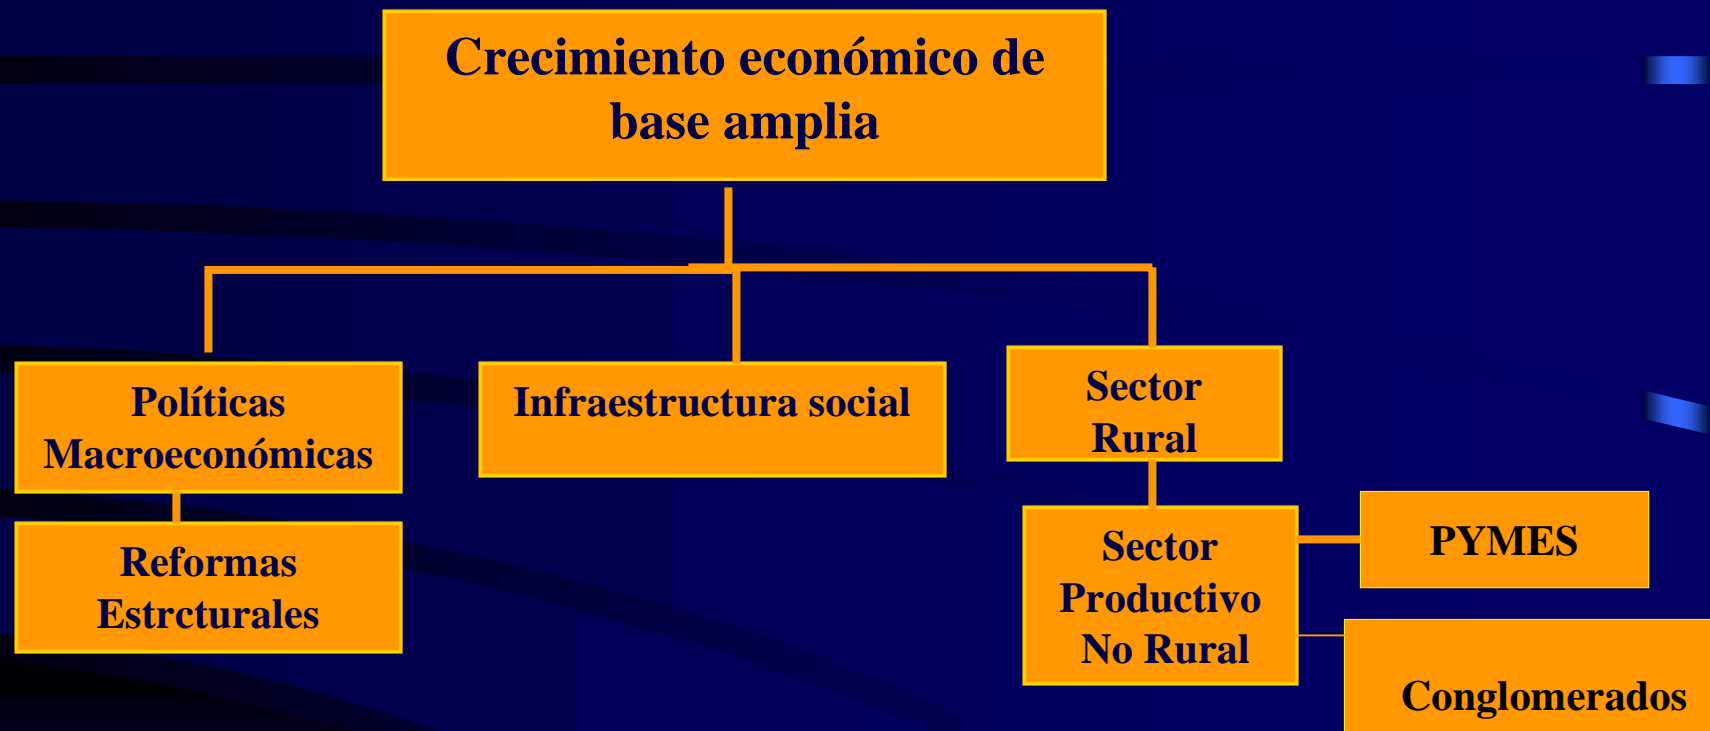 Crecimiento económico de
base amplia
Políticas
Macroeconómicas
Infraestructura social
Sector
Rural
Reformas
Estrcturales
Sector
Productivo
No Rural
PYMES
Conglomerados